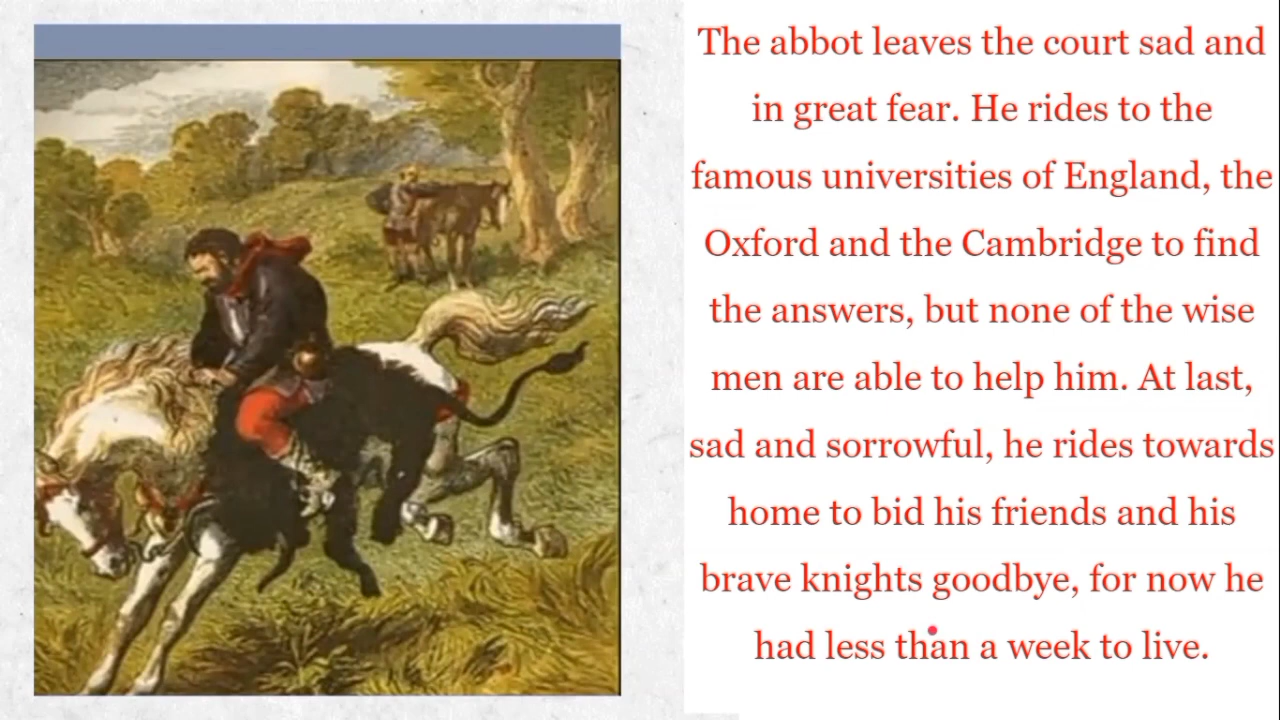 The abbot leaves the court sad and
in great fear. He rides to the
famous universities of England, the
Oxford and the Cambridge to find
the answers, but none of the wise
men are able to help him. At last,
sad and sorrowful, he rides towards
home to bid his friends and his
brave knights goodbye, for now he
had less than a week to live.